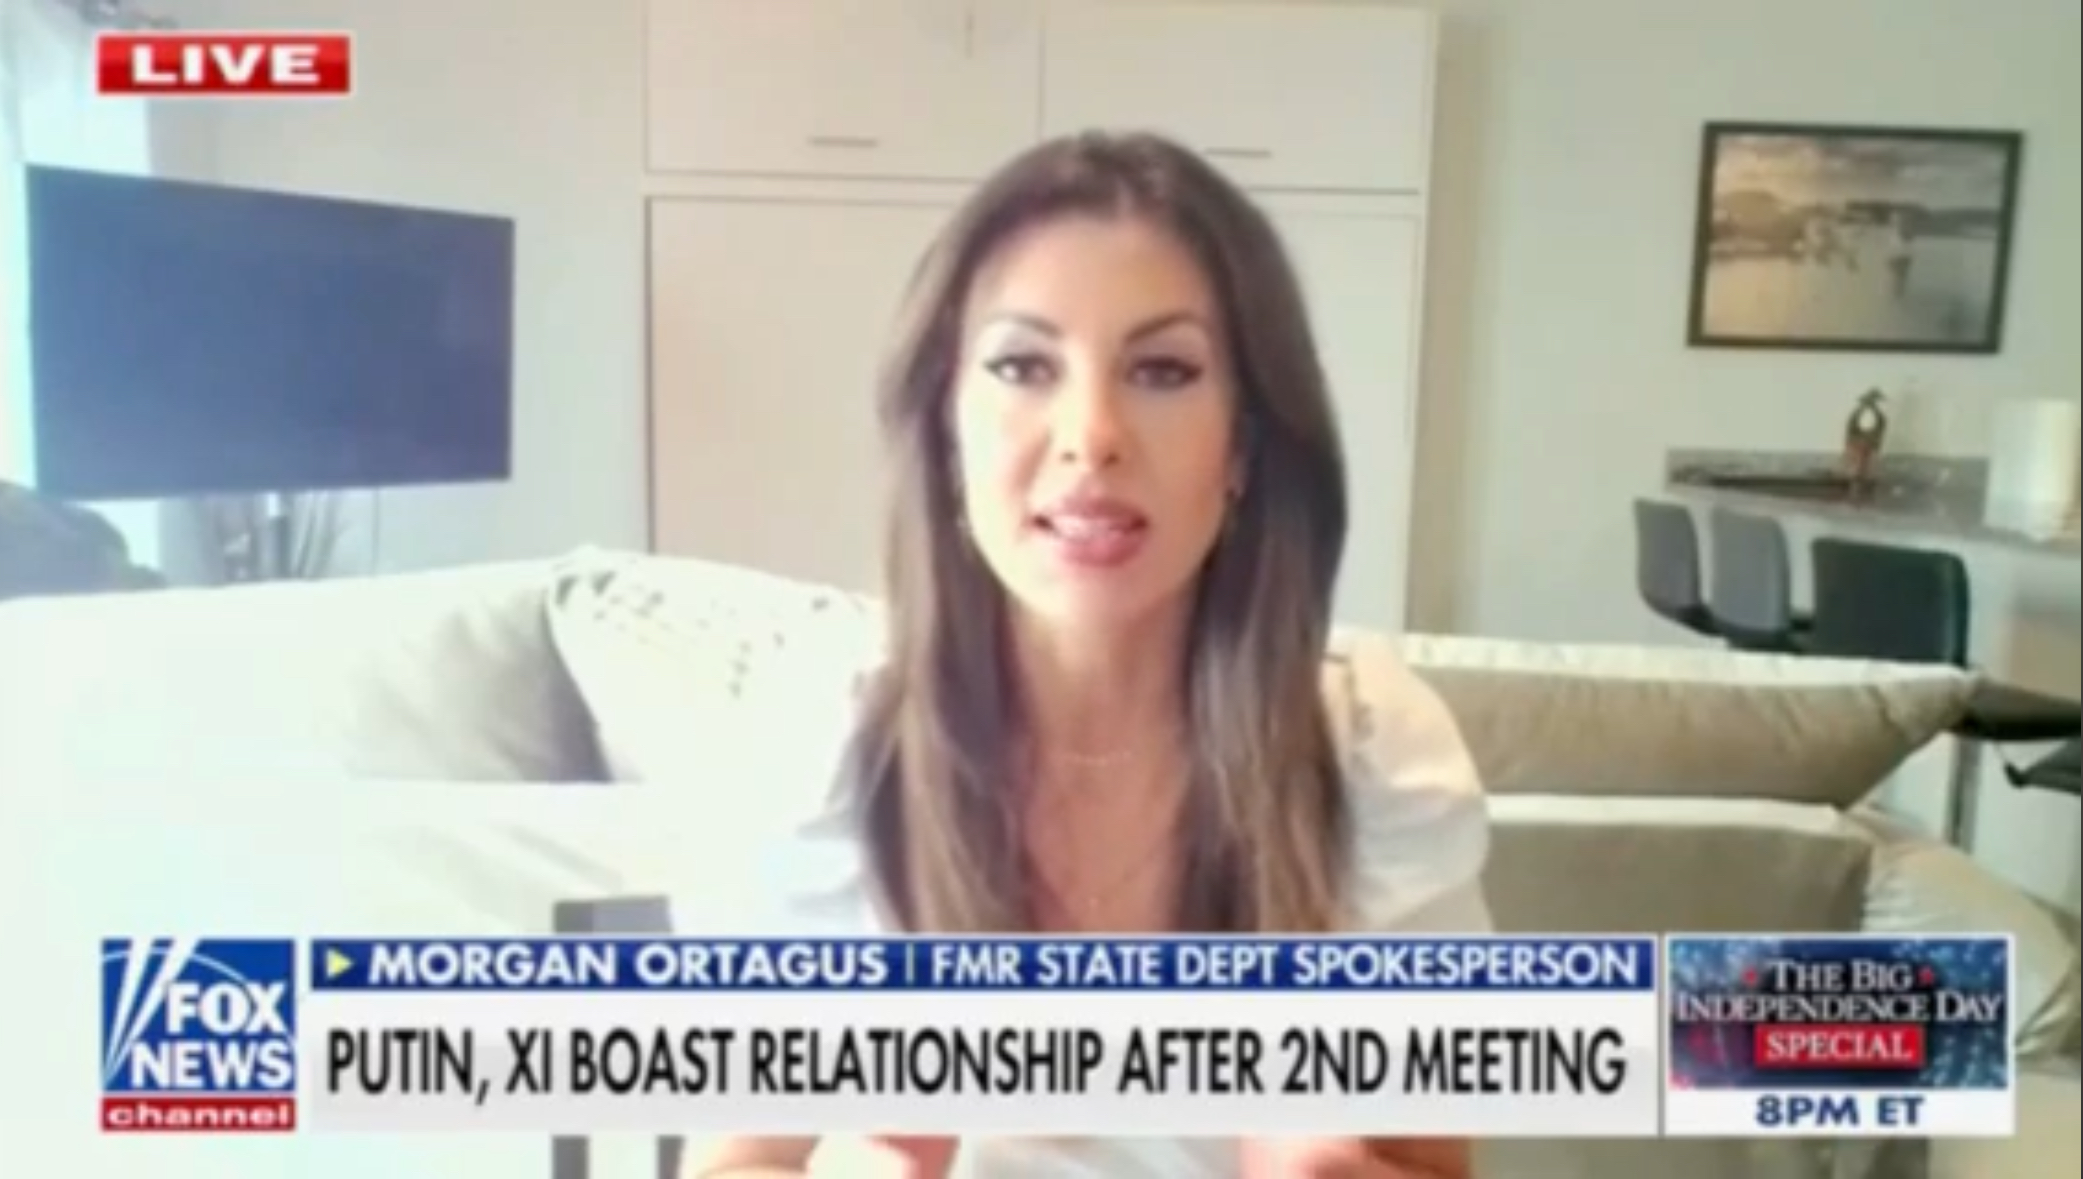 LIVE
MORGAN ORTAGUS | FMR STATE DEPT SPOKESPERSON
PUTIN, XI BOAST RELATIONSHIP AFTER 2ND MEETING
FOX
NEWS
channel
THE BIG
INDEPENDENCE DAY
SPECIAL
8PM ET